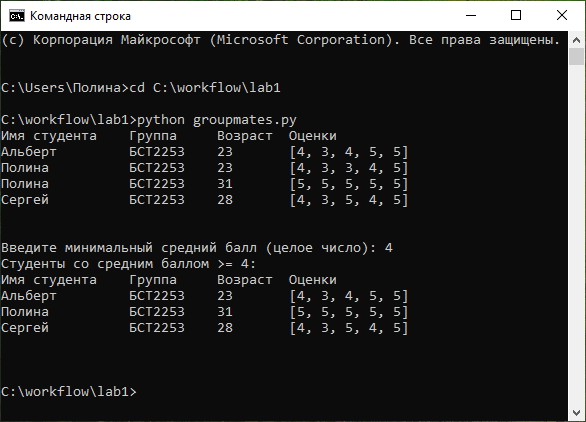 Командная строка
(c) Корпорация Майкрософт (Microsoft Corporation). Все права защищены.
C:\Users\Полина>cd C:\workflow\lab1
C:\workflow\lab1>python groupmates.py
Имя студента    Группа     Возраст  Оценки
Альберт         БСТ2253    23       [4, 3, 4, 5, 5]
Полина          БСТ2253    23       [4, 3, 3, 4, 5]
Полина          БСТ2253    31       [5, 5, 5, 5, 5]
Сергей          БСТ2253    28       [4, 3, 5, 4, 5]
Введите минимальный средний балл (целое число): 4
Студенты со средним баллом >= 4:
Имя студента    Группа     Возраст  Оценки
Альберт         БСТ2253    23       [4, 3, 4, 5, 5]
Полина          БСТ2253    31       [5, 5, 5, 5, 5]
Сергей          БСТ2253    28       [4, 3, 5, 4, 5]
C:\workflow\lab1>